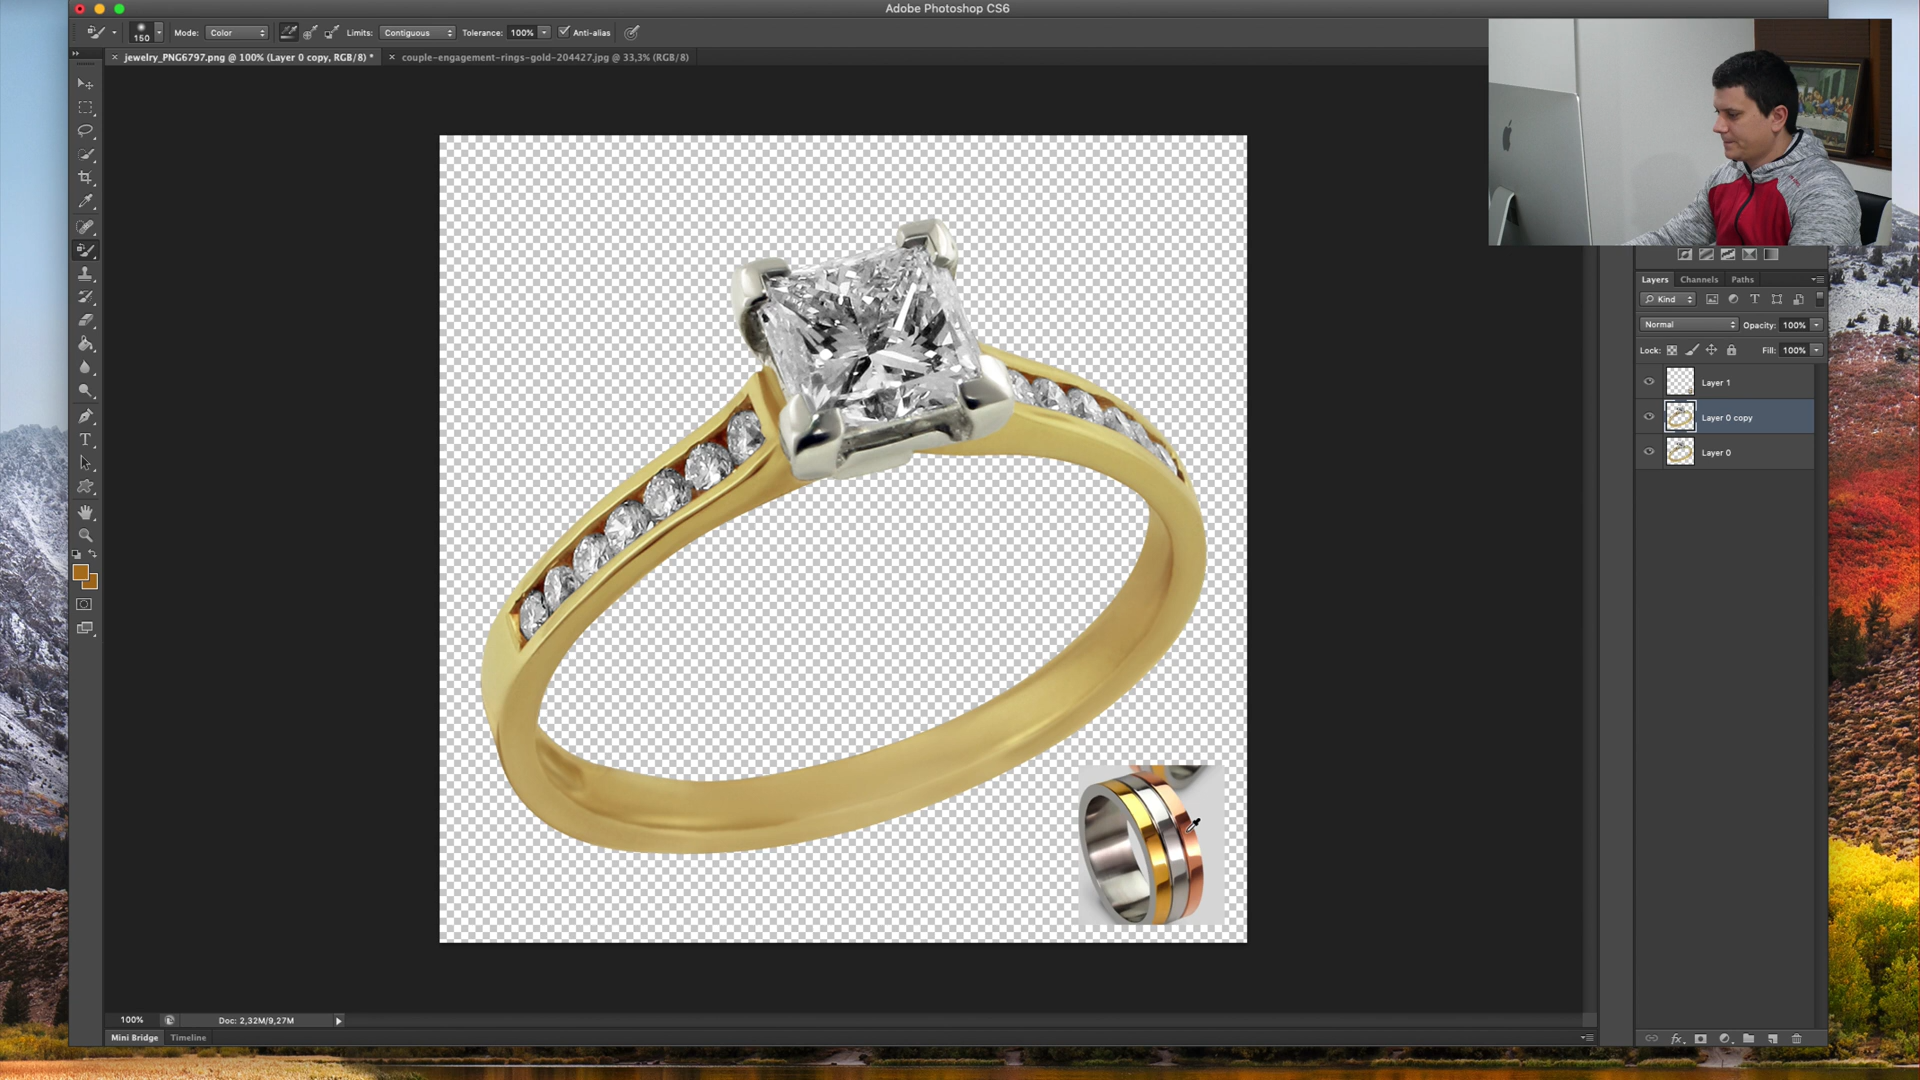 Adobe Photoshop CS6
150
Mode: Color
Limits: Contiguous
Tolerance: 100%
Anti-alias
jewelry_PNG6797.png @ 100% (Layer 0 copy, RGB/8) *
couple-engagement-rings-gold-204427.jpg @ 33,3% (RGB/8)
Layers
Channels
Paths
Kind
Normal
Opacity: 100%
Lock:
Fill: 100%
Layer 1
Layer 0 copy
Layer 0
100%
Doc: 2,32M/9,27M
Mini Bridge
Timeline